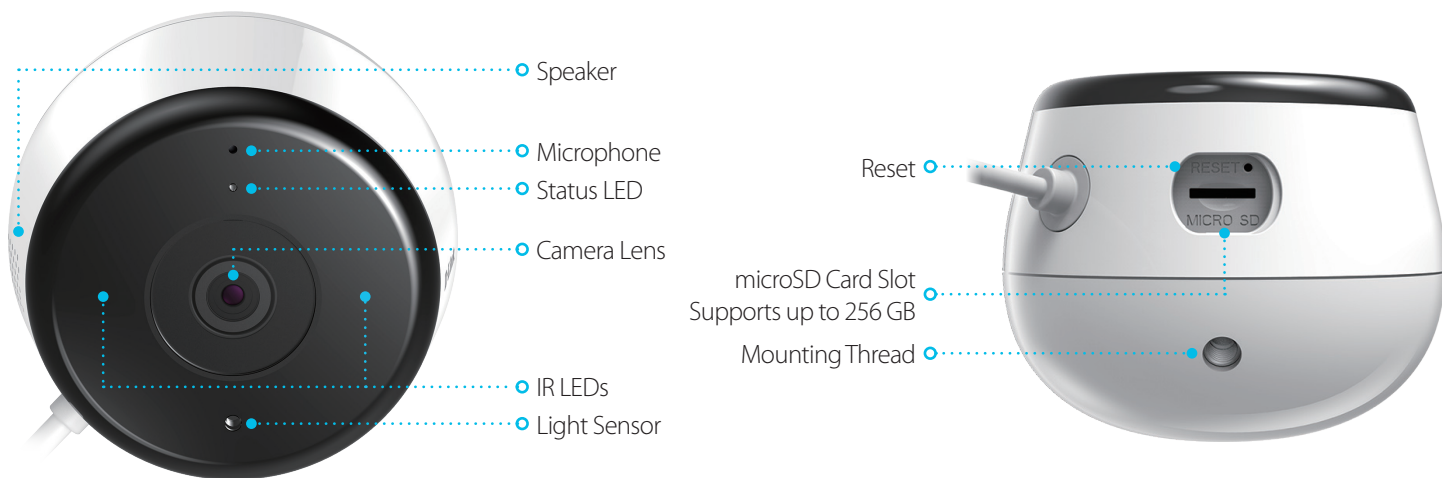 Speaker
Microphone
Status LED
Camera Lens
IR LEDs
Light Sensor
Reset
RESET
MICRO SD
microSD Card Slot
Supports up to 256 GB
Mounting Thread